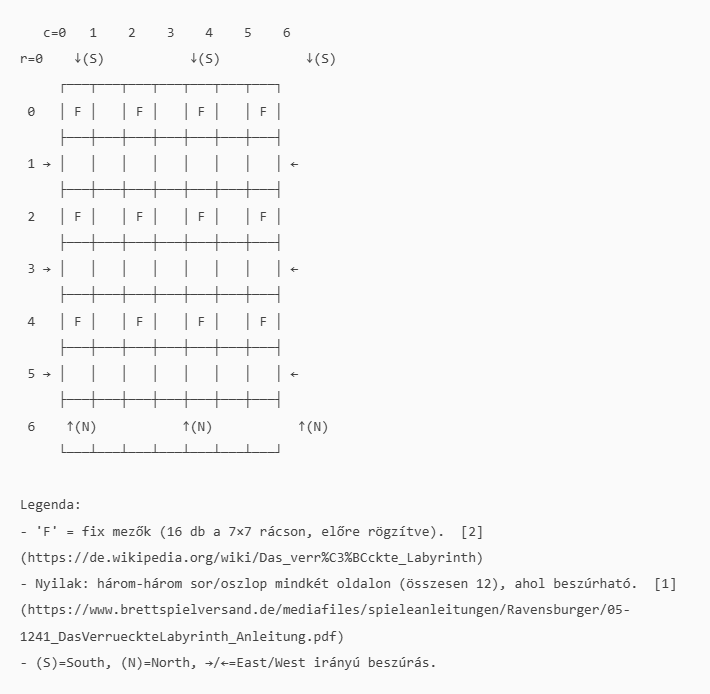 c=0   1    2    3    4    5    6
r=0    ↓(S)           ↓(S)           ↓(S)
     ┌───┬───┬───┬───┬───┬───┬───┐
 0   │ F │   │ F │   │ F │   │ F │
     ├───┼───┼───┼───┼───┼───┼───┤
 1 → │   │   │   │   │   │   │   │ ←
     ├───┼───┼───┼───┼───┼───┼───┤
 2   │ F │   │ F │   │ F │   │ F │
     ├───┼───┼───┼───┼───┼───┼───┤
 3 → │   │   │   │   │   │   │   │ ←
     ├───┼───┼───┼───┼───┼───┼───┤
 4   │ F │   │ F │   │ F │   │ F │
     ├───┼───┼───┼───┼───┼───┼───┤
 5 → │   │   │   │   │   │   │   │ ←
     ├───┼───┼───┼───┼───┼───┼───┤
 6    ↑(N)           ↑(N)           ↑(N)
     └───┴───┴───┴───┴───┴───┴───┘
Legenda:
- 'F' = fix mezők (16 db a 7×7 rácson, előre rögzítve).  [2]
(https://de.wikipedia.org/wiki/Das_verr%C3%BCckte_Labyrinth)
- Nyilak: három-három sor/oszlop mindkét oldalon (összesen 12), ahol beszúrható.  [1]
(https://www.brettspielversand.de/mediafiles/spieleanleitungen/Ravensburger/05-
1241_DasVerrueckteLabyrinth_Anleitung.pdf)
- (S)=South, (N)=North, →/←=East/West irányú beszúrás.